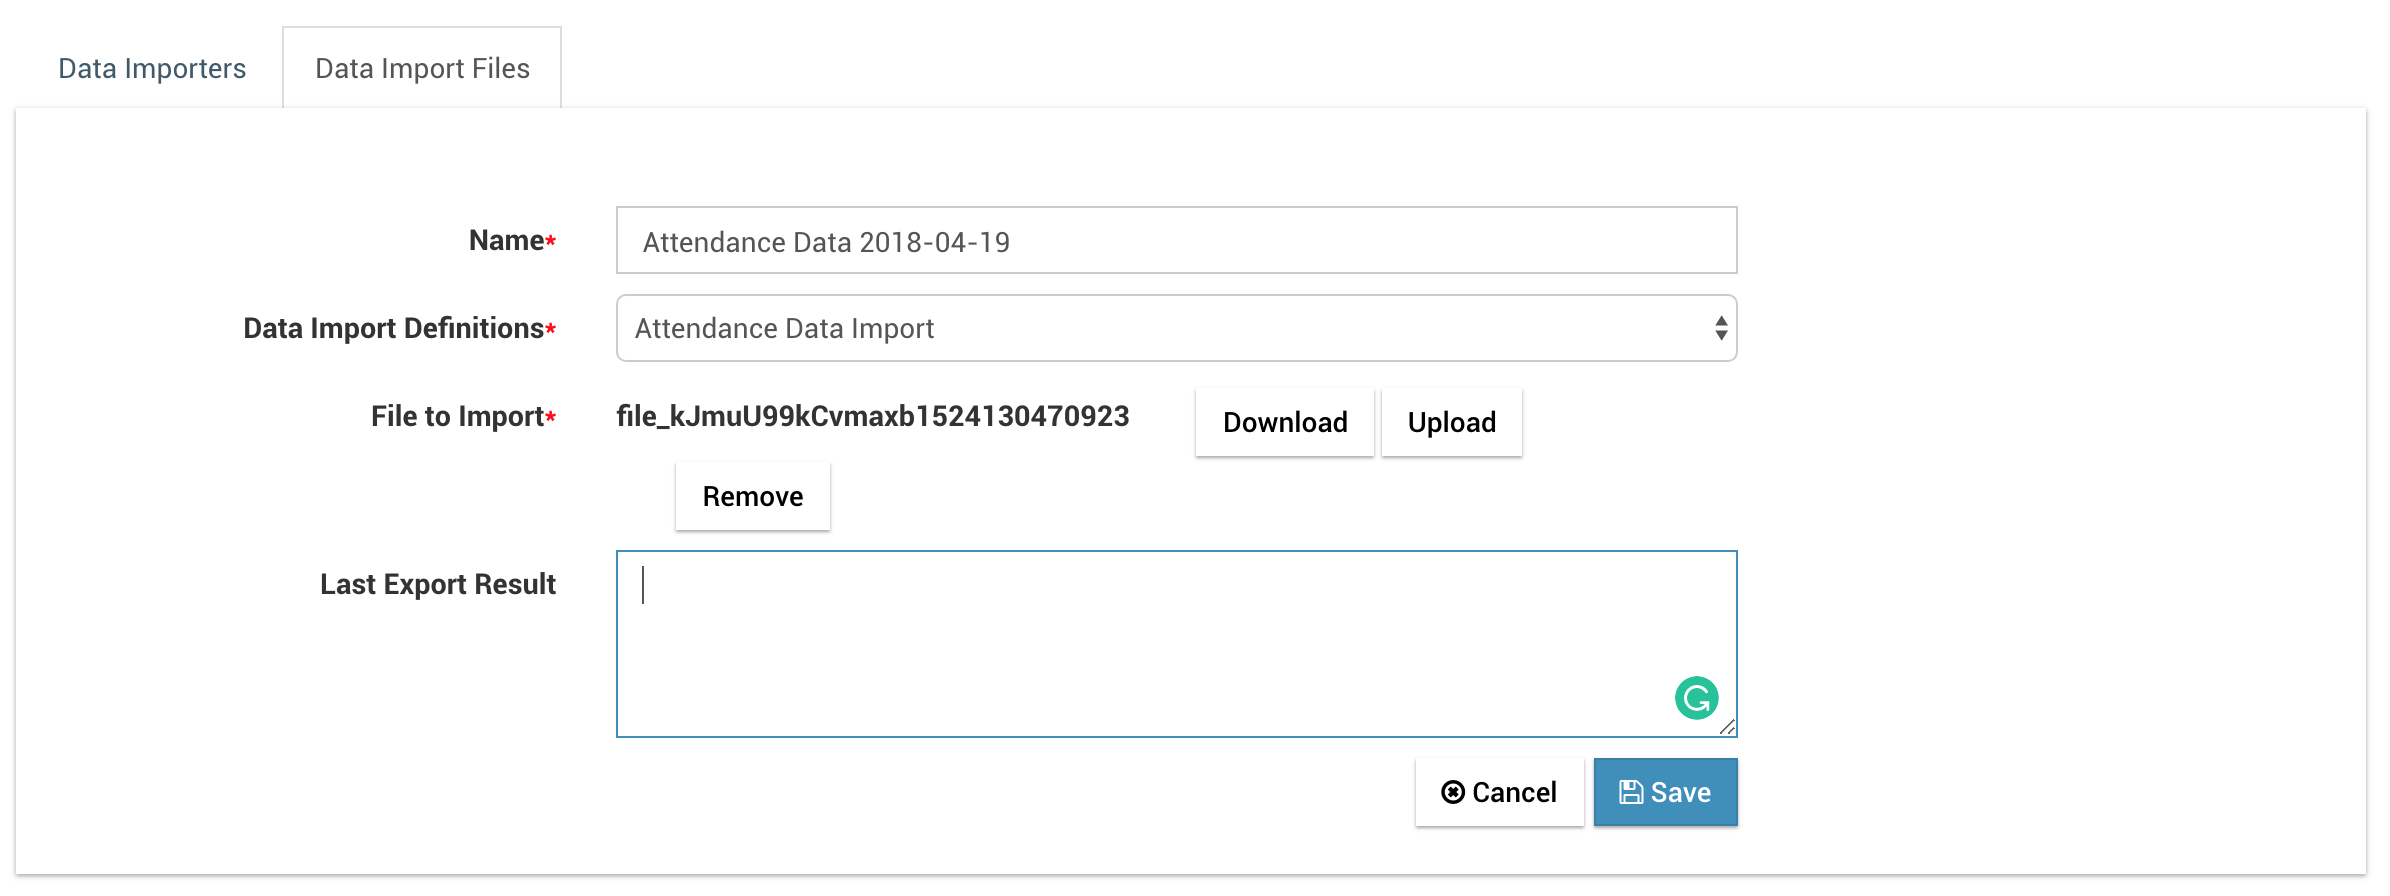 Data Importers
Data Import Files
Name*
Attendance Data 2018-04-19
Data Import Definitions*
Attendance Data Import
File to Import*
file_kJmuU99kCvmaxb1524130470923
Download
Upload
Remove
Last Export Result
Cancel
Save